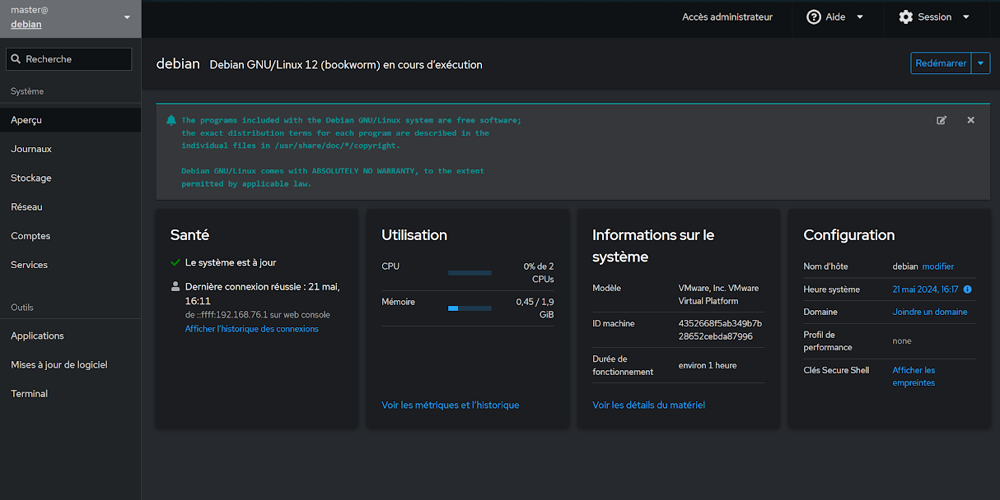 master@
debian
Accès administrateur
Aide
Session
Recherche
debian Debian GNU/Linux 12 (bookworm) en cours d’exécution
Redémarrer
Système
Aperçu
Journaux
Stockage
Réseau
Comptes
Services
Outils
Applications
Mises à jour de logiciel
Terminal
The programs included with the Debian GNU/Linux system are free software;
the exact distribution terms for each program are described in the
individual files in /usr/share/doc/*/copyright.
Debian GNU/Linux comes with ABSOLUTELY NO WARRANTY, to the extent
permitted by applicable law.
Santé
Le système est à jour
Dernière connexion réussie : 21 mai,
16:11
de ::ffff:192.168.76.1 sur web console
Afficher l’historique des connexions
Utilisation
CPU 0% de 2
CPUs
Mémoire 0,45 / 1,9
GiB
Voir les métriques et l’historique
Informations sur le
système
Modèle VMware, Inc. VMware
Virtual Platform
ID machine 4352668f5ab349b7b
28652cebda87996
Durée de
fonctionnement environ 1 heure
Voir les détails du matériel
Configuration
Nom d’hôte debian modifier
Heure système 21 mai 2024, 16:17
Domaine Joindre un domaine
Profil de
performance none
Clés Secure Shell Afficher les
empreintes